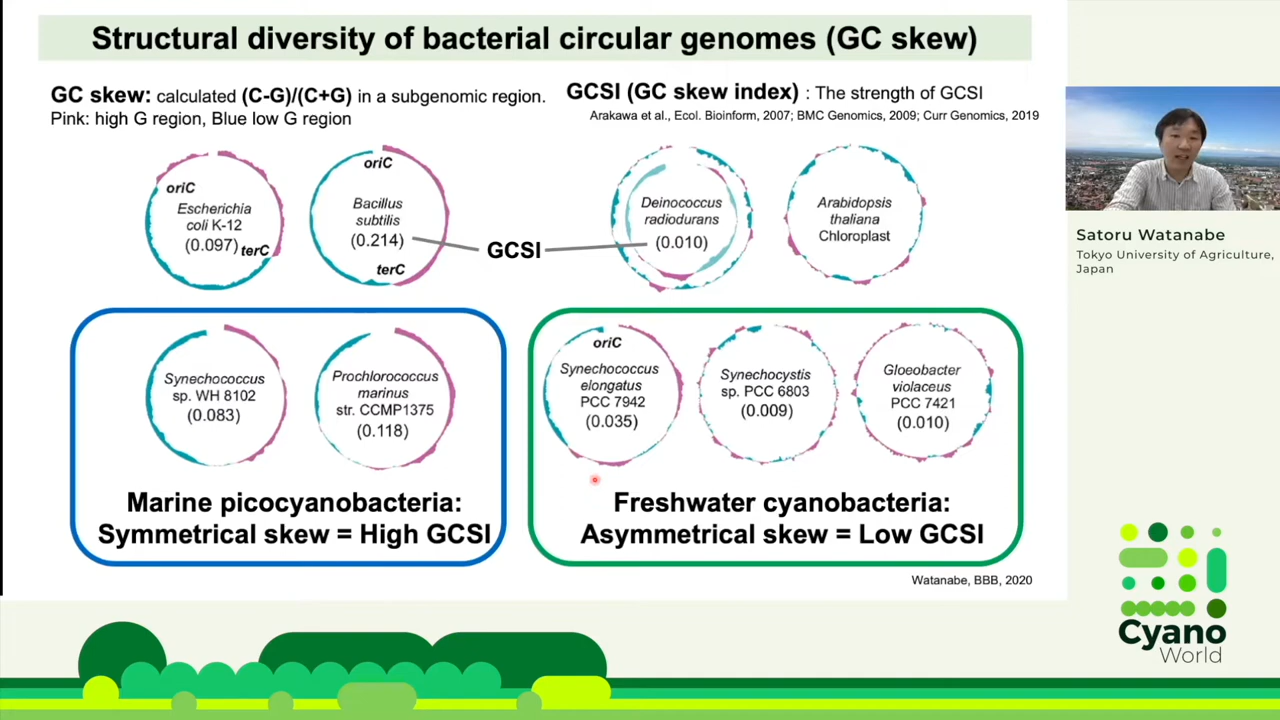 Structural diversity of bacterial circular genomes (GC skew)
GC skew: calculated (C-G)/(C+G) in a subgenomic region.
Pink: high G region, Blue low G region
GCSI (GC skew index) : The strength of GCSI
Arakawa et al., Ecol. Bioinform, 2007; BMC Genomics, 2009; Curr Genomics, 2019
oriC
Escherichia
coli K-12
(0.097)
terC
oriC
Bacillus
subtilis
(0.214)
terC
GCSI
Deinococcus
radiodurans
(0.010)
Arabidopsis
thaliana
Chloroplast
Synechococcus
sp. WH 8102
(0.083)
Prochlorococcus
marinus
str. CCMP1375
(0.118)
Marine picocyanobacteria:
Symmetrical skew = High GCSI
oriC
Synechococcus
elongatus
PCC 7942
(0.035)
Synechocystis
sp. PCC 6803
(0.009)
Gloeobacter
violaceus
PCC 7421
(0.010)
Freshwater cyanobacteria:
Asymmetrical skew = Low GCSI
Watanabe, BBB, 2020
Satoru Watanabe
Tokyo University of Agriculture,
Japan
Cyano
World